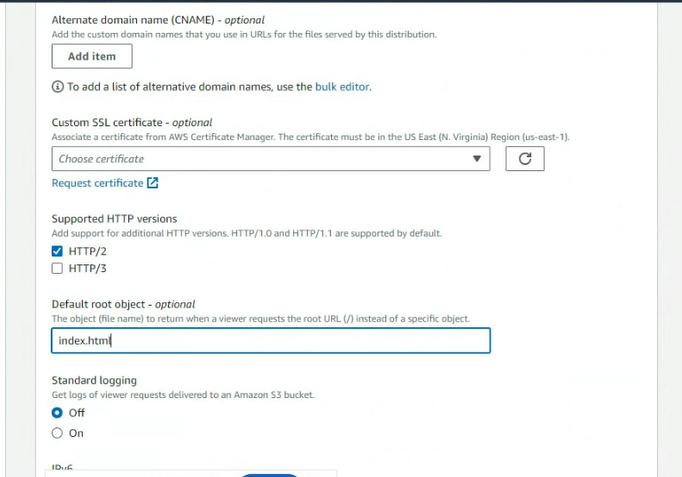 Alternate domain name (CNAME) - optional
Add the custom domain names that you use in URLs for the files served by this distribution.
Add item
To add a list of alternative domain names, use the bulk editor.
Custom SSL certificate - optional
Associate a certificate from AWS Certificate Manager. The certificate must be in the US East (N. Virginia) Region (us-east-1).
Choose certificate
Request certificate
Supported HTTP versions
Add support for additional HTTP versions. HTTP/1.0 and HTTP/1.1 are supported by default.
HTTP/2
HTTP/3
Default root object - optional
The object (file name) to return when a viewer requests the root URL (/) instead of a specific object.
index.html
Standard logging
Get logs of viewer requests delivered to an Amazon S3 bucket.
Off
On
IPv6